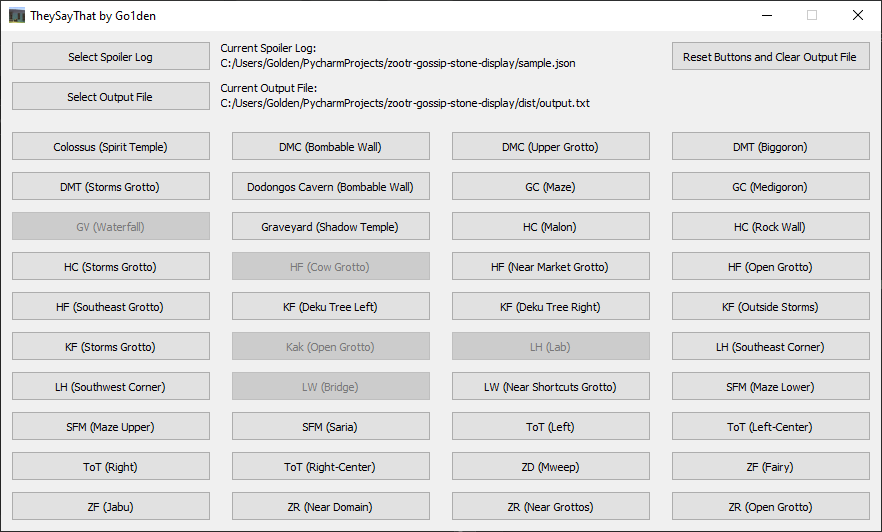 TheySayThat by Go1den
Select Spoiler Log
Current Spoiler Log:
C:/Users/Golden/PycharmProjects/zootr-gossip-stone-display/sample.json
Reset Buttons and Clear Output File
Select Output File
Current Output File:
C:/Users/Golden/PycharmProjects/zootr-gossip-stone-display/dist/output.txt
Colossus (Spirit Temple)
DMC (Bombable Wall)
DMC (Upper Grotto)
DMT (Biggoron)
DMT (Storms Grotto)
Dodongos Cavern (Bombable Wall)
GC (Maze)
GC (Medigoron)
GV (Waterfall)
Graveyard (Shadow Temple)
HC (Malon)
HC (Rock Wall)
HC (Storms Grotto)
HF (Cow Grotto)
HF (Near Market Grotto)
HF (Open Grotto)
HF (Southeast Grotto)
KF (Deku Tree Left)
KF (Deku Tree Right)
KF (Outside Storms)
KF (Storms Grotto)
Kak (Open Grotto)
LH (Lab)
LH (Southeast Corner)
LH (Southwest Corner)
LW (Bridge)
LW (Near Shortcuts Grotto)
SFM (Maze Lower)
SFM (Maze Upper)
SFM (Saria)
ToT (Left)
ToT (Left-Center)
ToT (Right)
ToT (Right-Center)
ZD (Mweep)
ZF (Fairy)
ZF (Jabu)
ZR (Near Domain)
ZR (Near Grottos)
ZR (Open Grotto)